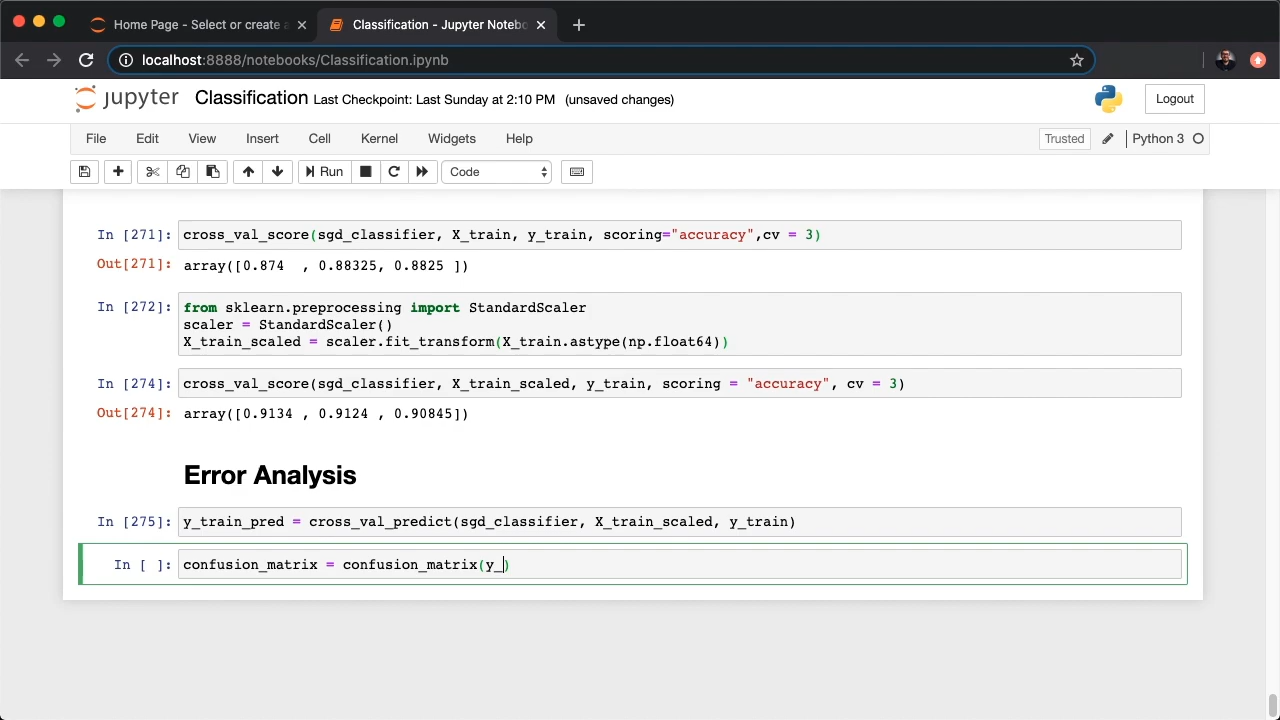 Home Page - Select or create a
Classification - Jupyter Notebo
localhost:8888/notebooks/Classification.ipynb
jupyter Classification Last Checkpoint: Last Sunday at 2:10 PM (unsaved changes)
Logout
File Edit View Insert Cell Kernel Widgets Help
Trusted Python 3
Run Code
In [271]: cross_val_score(sgd_classifier, X_train, y_train, scoring="accuracy",cv = 3)
Out[271]: array([0.874  , 0.88325, 0.8825 ])
In [272]: from sklearn.preprocessing import StandardScaler
scaler = StandardScaler()
X_train_scaled = scaler.fit_transform(X_train.astype(np.float64))
In [274]: cross_val_score(sgd_classifier, X_train_scaled, y_train, scoring = "accuracy", cv = 3)
Out[274]: array([0.9134 , 0.9124 , 0.90845])
Error Analysis
In [275]: y_train_pred = cross_val_predict(sgd_classifier, X_train_scaled, y_train)
In [ ]: confusion_matrix = confusion_matrix(y_)